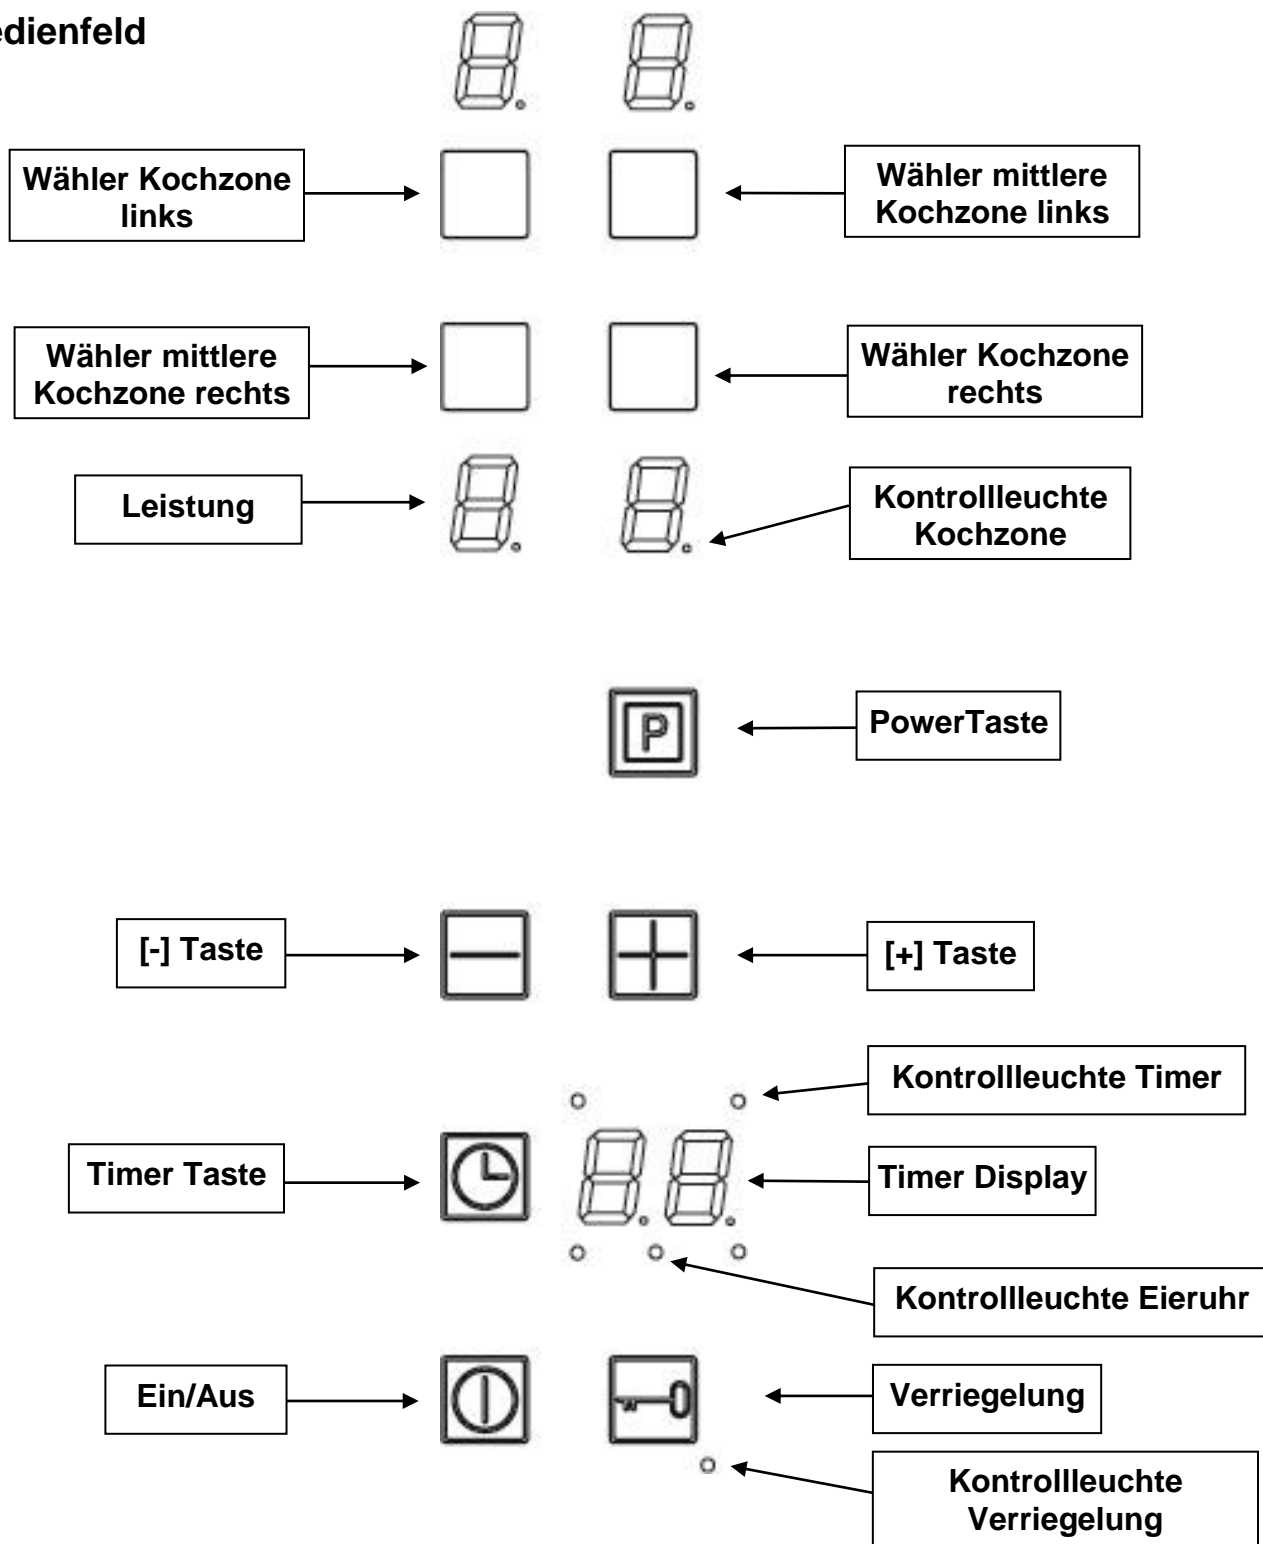 edienfeld
Wähler Kochzone
links
Wähler mittlere
Kochzone links
Wähler mittlere
Kochzone rechts
Wähler Kochzone
rechts
Leistung
Kontrollleuchte
Kochzone
P
PowerTaste
[-] Taste
[+] Taste
Kontrollleuchte Timer
Timer Taste
Timer Display
Kontrollleuchte Eieruhr
Ein/Aus
Verriegelung
Kontrollleuchte
Verriegelung